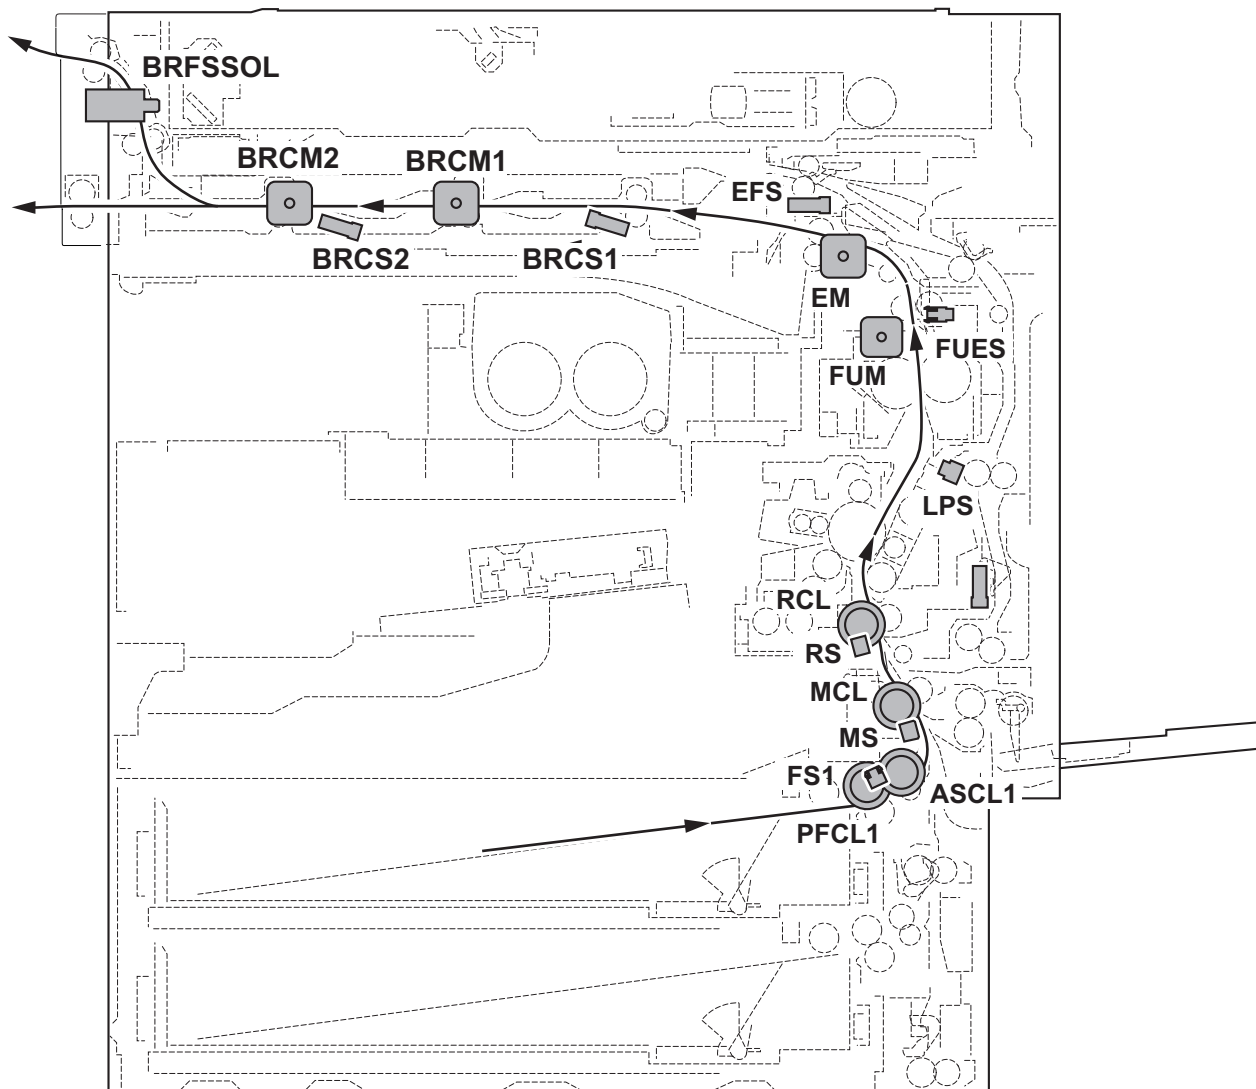 BRFSSOL
BRCM2
BRCM1
EFS
BRCS2
BRCS1
EM
FUES
FUM
LPS
RCL
RS
MCL
MS
FS1
ASCL1
PFCL1